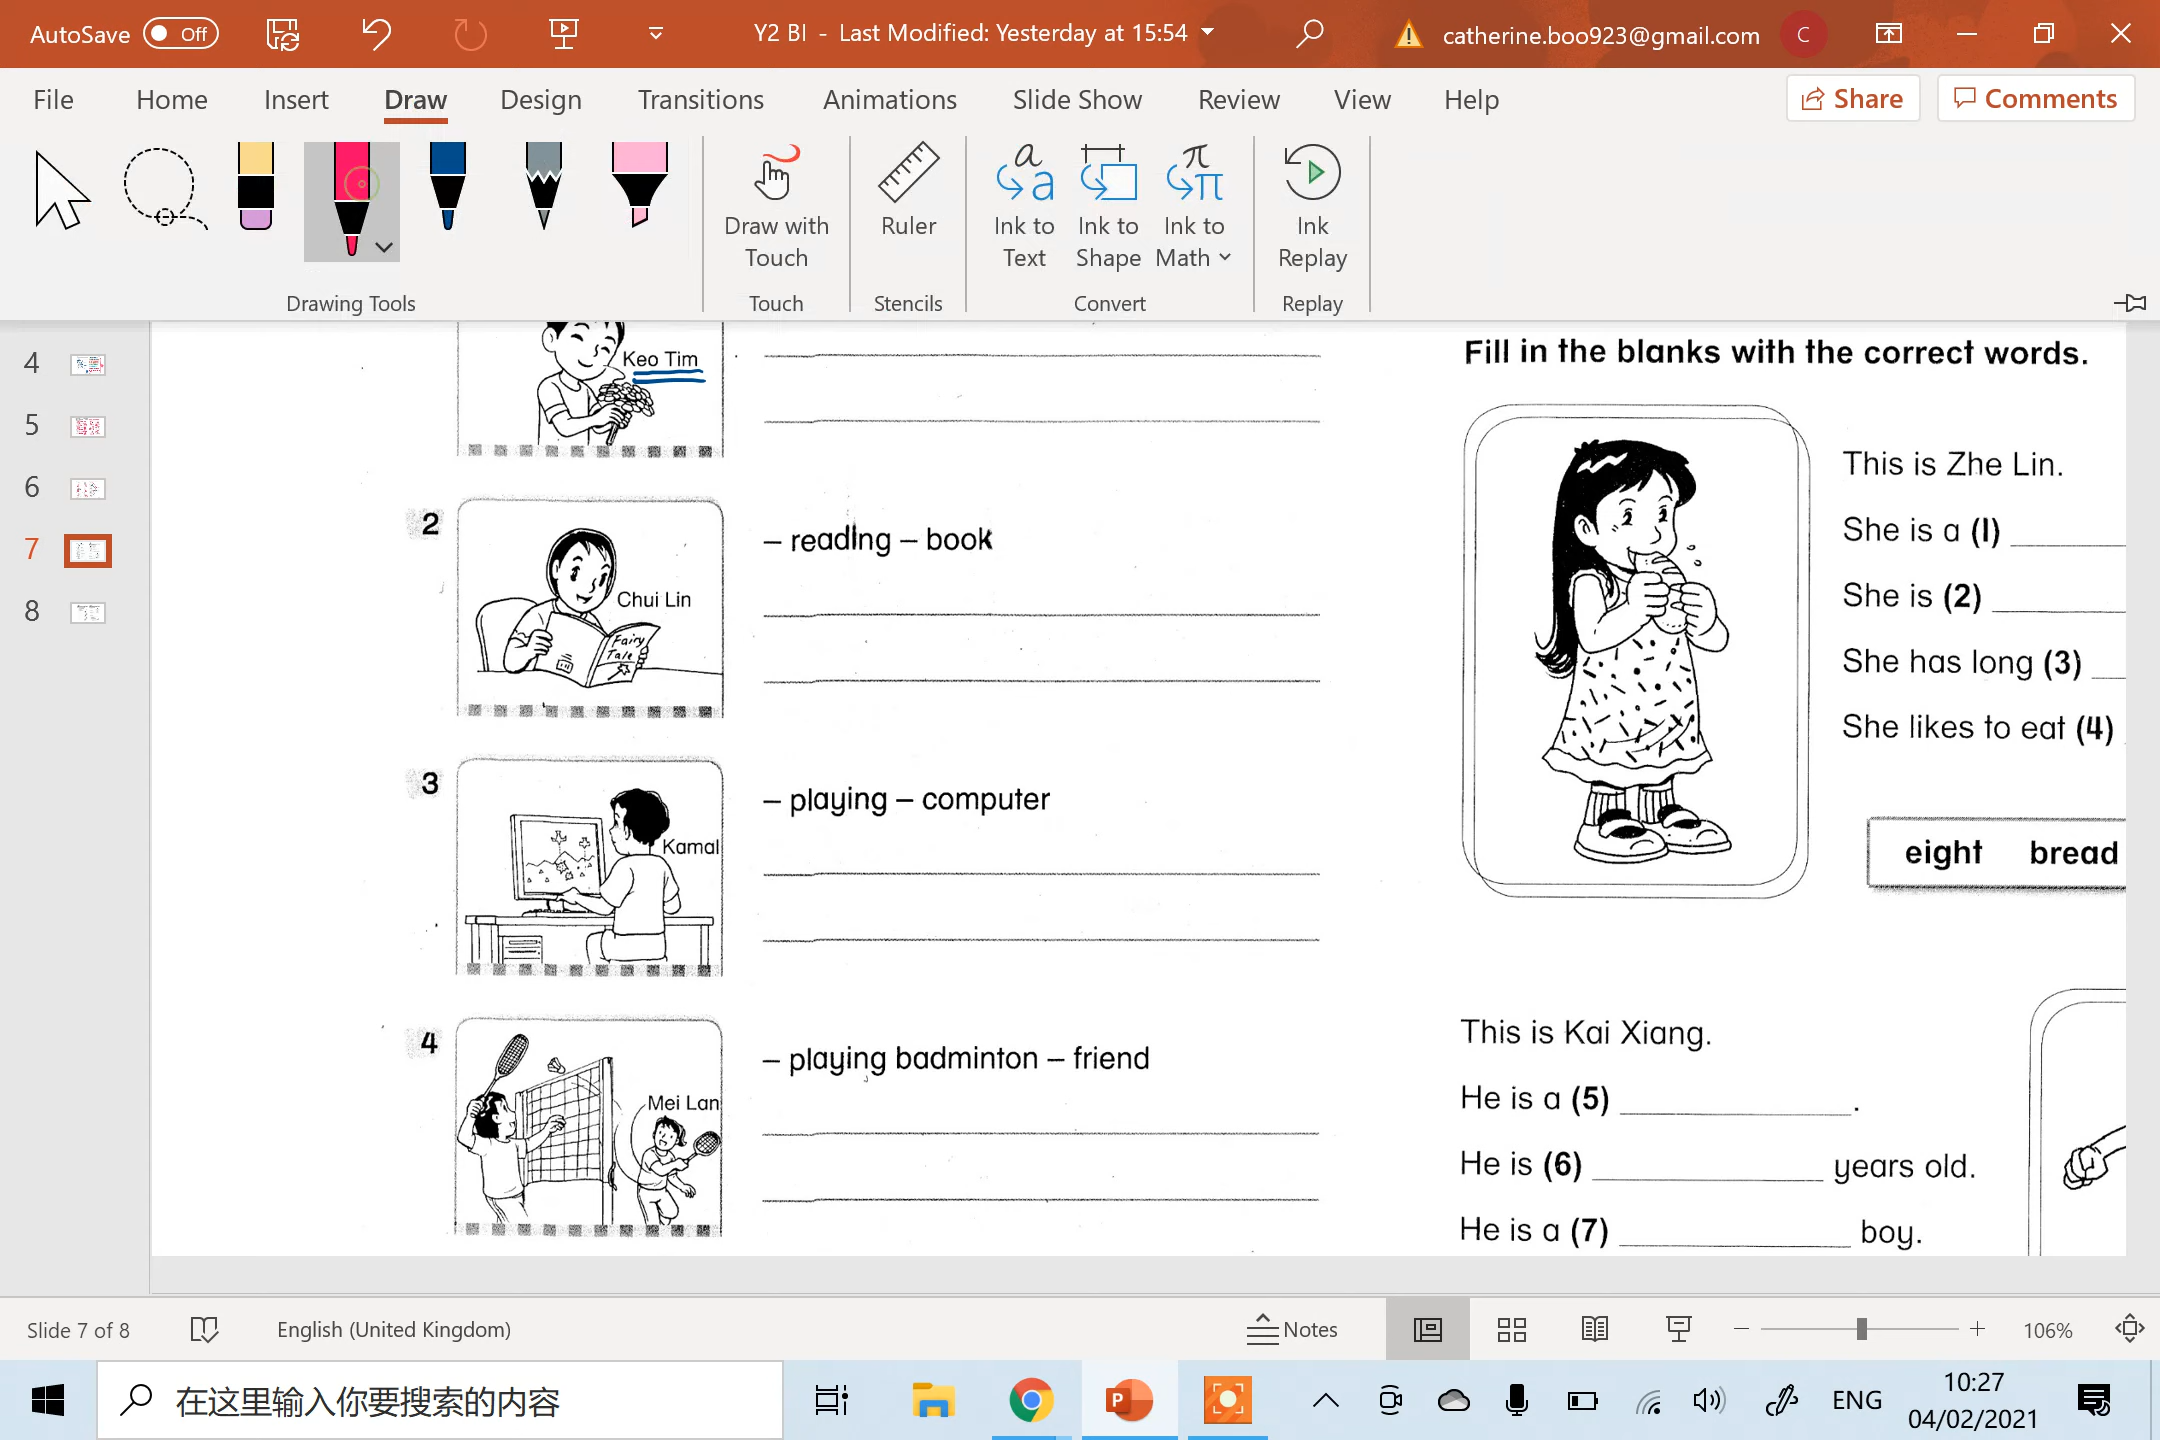 AutoSave Off
Y2 BI - Last Modified: Yesterday at 15:54
catherine.boo923@gmail.com
C
File Home Insert Draw Design Transitions Animations Slide Show Review View Help
Share Comments
Draw with Touch
Ruler
Ink to Text
Ink to Shape
Ink to Math
Ink Replay
Drawing Tools
Touch
Stencils
Convert
Replay
4
5
6
7
8
Keo Tim
2
Chui Lin
Fairy
Tale
– reading – book
3
Kamal
– playing – computer
4
Mei Lan
– playing badminton – friend
Fill in the blanks with the correct words.
This is Zhe Lin.
She is a (1)
She is (2)
She has long (3)
She likes to eat (4)
eight bread
This is Kai Xiang.
He is a (5) .
He is (6) years old.
He is a (7) boy.
Slide 7 of 8
English (United Kingdom)
Notes
106%
在这里输入你要搜索的内容
ENG
10:27
04/02/2021